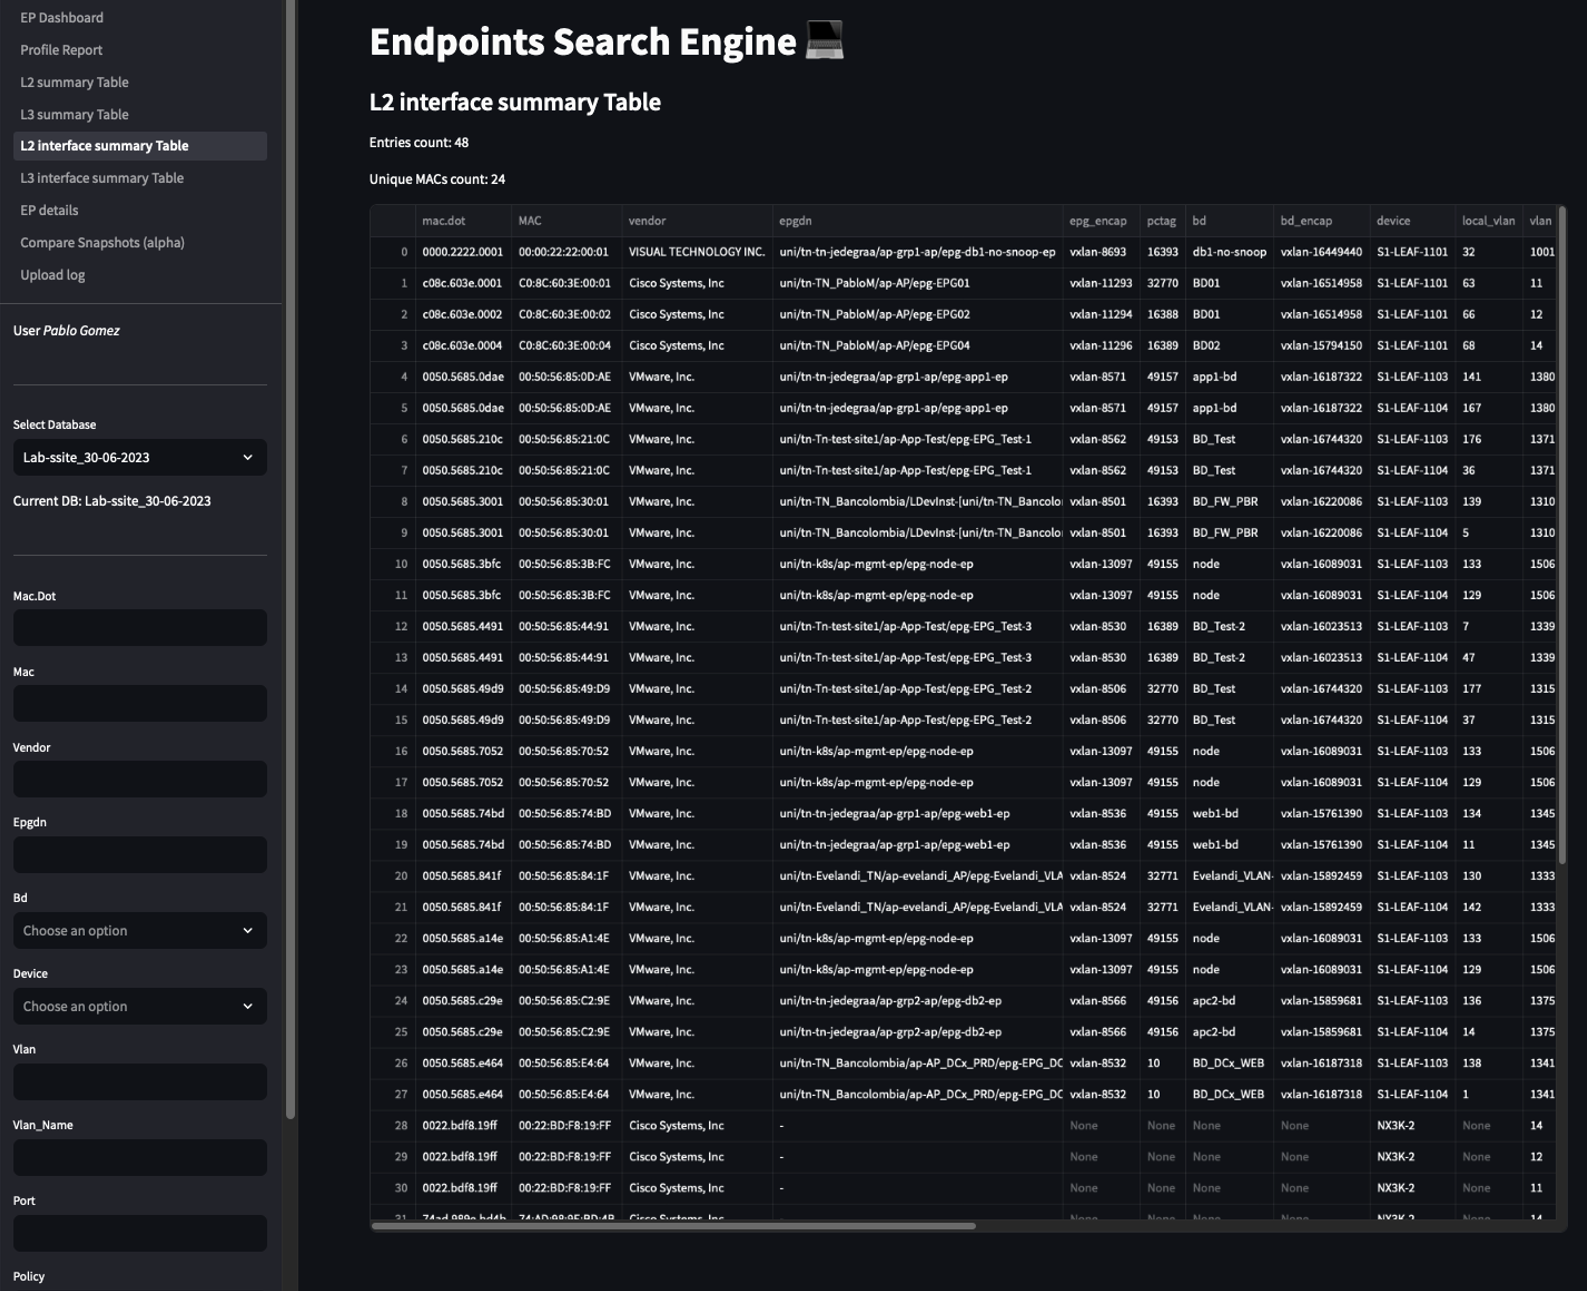 EP Dashboard
Profile Report
L2 summary Table
L3 summary Table
L2 interface summary Table
L3 interface summary Table
EP details
Compare Snapshots (alpha)
Upload log
User Pablo Gomez
Select Database
Lab-ssite_30-06-2023
Current DB: Lab-ssite_30-06-2023
Mac.Dot
Mac
Vendor
Epgdn
Bd
Choose an option
Device
Choose an option
Vlan
Vlan_Name
Port
Policy
Endpoints Search Engine
L2 interface summary Table
Entries count: 48
Unique MACs count: 24
mac.dot MAC vendor epgdn epg_encap pctag bd bd_encap device local_vlan vlan
0 0000.2222.0001 00:00:22:22:00:01 VISUAL TECHNOLOGY INC. uni/tn-tn-jedegraa/ap-grp1-ap/epg-db1-no-snoop-ep vxlan-8693 16393 db1-no-snoop vxlan-16449440 S1-LEAF-1101 32 1001
1 c08c.603e.0001 C0:8C:60:3E:00:01 Cisco Systems, Inc uni/tn-TN_PabloM/ap-AP/epg-EPG01 vxlan-11293 32770 BD01 vxlan-16514958 S1-LEAF-1101 63 11
2 c08c.603e.0002 C0:8C:60:3E:00:02 Cisco Systems, Inc uni/tn-TN_PabloM/ap-AP/epg-EPG02 vxlan-11294 16388 BD01 vxlan-16514958 S1-LEAF-1101 66 12
3 c08c.603e.0004 C0:8C:60:3E:00:04 Cisco Systems, Inc uni/tn-TN_PabloM/ap-AP/epg-EPG04 vxlan-11296 16389 BD02 vxlan-15794150 S1-LEAF-1101 68 14
4 0050.5685.0dae 00:50:56:85:0D:AE VMware, Inc. uni/tn-tn-jedegraa/ap-grp1-ap/epg-app1-ep vxlan-8571 49157 app1-bd vxlan-16187322 S1-LEAF-1103 141 1380
5 0050.5685.0dae 00:50:56:85:0D:AE VMware, Inc. uni/tn-tn-jedegraa/ap-grp1-ap/epg-app1-ep vxlan-8571 49157 app1-bd vxlan-16187322 S1-LEAF-1104 167 1380
6 0050.5685.210c 00:50:56:85:21:0C VMware, Inc. uni/tn-Tn-test-site1/ap-App-Test/epg-EPG_Test-1 vxlan-8562 49153 BD_Test vxlan-16744320 S1-LEAF-1103 176 1371
7 0050.5685.210c 00:50:56:85:21:0C VMware, Inc. uni/tn-Tn-test-site1/ap-App-Test/epg-EPG_Test-1 vxlan-8562 49153 BD_Test vxlan-16744320 S1-LEAF-1104 36 1371
8 0050.5685.3001 00:50:56:85:30:01 VMware, Inc. uni/tn-TN_Bancolombia/LDevInst-[uni/tn-TN_Bancolo vxlan-8501 16393 BD_FW_PBR vxlan-16220086 S1-LEAF-1103 139 1310
9 0050.5685.3001 00:50:56:85:30:01 VMware, Inc. uni/tn-TN_Bancolombia/LDevInst-[uni/tn-TN_Bancolo vxlan-8501 16393 BD_FW_PBR vxlan-16220086 S1-LEAF-1104 5 1310
10 0050.5685.3bfc 00:50:56:85:3B:FC VMware, Inc. uni/tn-k8s/ap-mgmt-ep/epg-node-ep vxlan-13097 49155 node vxlan-16089031 S1-LEAF-1103 133 1506
11 0050.5685.3bfc 00:50:56:85:3B:FC VMware, Inc. uni/tn-k8s/ap-mgmt-ep/epg-node-ep vxlan-13097 49155 node vxlan-16089031 S1-LEAF-1104 129 1506
12 0050.5685.4491 00:50:56:85:44:91 VMware, Inc. uni/tn-Tn-test-site1/ap-App-Test/epg-EPG_Test-3 vxlan-8530 16389 BD_Test-2 vxlan-16023513 S1-LEAF-1103 7 1339
13 0050.5685.4491 00:50:56:85:44:91 VMware, Inc. uni/tn-Tn-test-site1/ap-App-Test/epg-EPG_Test-3 vxlan-8530 16389 BD_Test-2 vxlan-16023513 S1-LEAF-1104 47 1339
14 0050.5685.49d9 00:50:56:85:49:D9 VMware, Inc. uni/tn-Tn-test-site1/ap-App-Test/epg-EPG_Test-2 vxlan-8506 32770 BD_Test vxlan-16744320 S1-LEAF-1103 177 1315
15 0050.5685.49d9 00:50:56:85:49:D9 VMware, Inc. uni/tn-Tn-test-site1/ap-App-Test/epg-EPG_Test-2 vxlan-8506 32770 BD_Test vxlan-16744320 S1-LEAF-1104 37 1315
16 0050.5685.7052 00:50:56:85:70:52 VMware, Inc. uni/tn-k8s/ap-mgmt-ep/epg-node-ep vxlan-13097 49155 node vxlan-16089031 S1-LEAF-1103 133 1506
17 0050.5685.7052 00:50:56:85:70:52 VMware, Inc. uni/tn-k8s/ap-mgmt-ep/epg-node-ep vxlan-13097 49155 node vxlan-16089031 S1-LEAF-1104 129 1506
18 0050.5685.74bd 00:50:56:85:74:BD VMware, Inc. uni/tn-tn-jedegraa/ap-grp1-ap/epg-web1-ep vxlan-8536 49155 web1-bd vxlan-15761390 S1-LEAF-1103 134 1345
19 0050.5685.74bd 00:50:56:85:74:BD VMware, Inc. uni/tn-tn-jedegraa/ap-grp1-ap/epg-web1-ep vxlan-8536 49155 web1-bd vxlan-15761390 S1-LEAF-1104 11 1345
20 0050.5685.841f 00:50:56:85:84:1F VMware, Inc. uni/tn-Evelandi_TN/ap-evelandi_AP/epg-Evelandi_VLA vxlan-8524 32771 Evelandi_VLAN- vxlan-15892459 S1-LEAF-1103 130 1333
21 0050.5685.841f 00:50:56:85:84:1F VMware, Inc. uni/tn-Evelandi_TN/ap-evelandi_AP/epg-Evelandi_VLA vxlan-8524 32771 Evelandi_VLAN- vxlan-15892459 S1-LEAF-1104 142 1333
22 0050.5685.a14e 00:50:56:85:A1:4E VMware, Inc. uni/tn-k8s/ap-mgmt-ep/epg-node-ep vxlan-13097 49155 node vxlan-16089031 S1-LEAF-1103 133 1506
23 0050.5685.a14e 00:50:56:85:A1:4E VMware, Inc. uni/tn-k8s/ap-mgmt-ep/epg-node-ep vxlan-13097 49155 node vxlan-16089031 S1-LEAF-1104 129 1506
24 0050.5685.c29e 00:50:56:85:C2:9E VMware, Inc. uni/tn-tn-jedegraa/ap-grp2-ap/epg-db2-ep vxlan-8566 49156 apc2-bd vxlan-15859681 S1-LEAF-1103 136 1375
25 0050.5685.c29e 00:50:56:85:C2:9E VMware, Inc. uni/tn-tn-jedegraa/ap-grp2-ap/epg-db2-ep vxlan-8566 49156 apc2-bd vxlan-15859681 S1-LEAF-1104 14 1375
26 0050.5685.e464 00:50:56:85:E4:64 VMware, Inc. uni/tn-TN_Bancolombia/ap-AP_DCx_PRD/epg-EPG_DC vxlan-8532 10 BD_DCx_WEB vxlan-16187318 S1-LEAF-1103 138 1341
27 0050.5685.e464 00:50:56:85:E4:64 VMware, Inc. uni/tn-TN_Bancolombia/ap-AP_DCx_PRD/epg-EPG_DC vxlan-8532 10 BD_DCx_WEB vxlan-16187318 S1-LEAF-1104 1 1341
28 0022.bdf8.19ff 00:22:BD:F8:19:FF Cisco Systems, Inc - None None None None NX3K-2 None 14
29 0022.bdf8.19ff 00:22:BD:F8:19:FF Cisco Systems, Inc - None None None None NX3K-2 None 12
30 0022.bdf8.19ff 00:22:BD:F8:19:FF Cisco Systems, Inc - None None None None NX3K-2 None 11
31 Cisco Systems, Inc None None None None NX3K-2 None 14